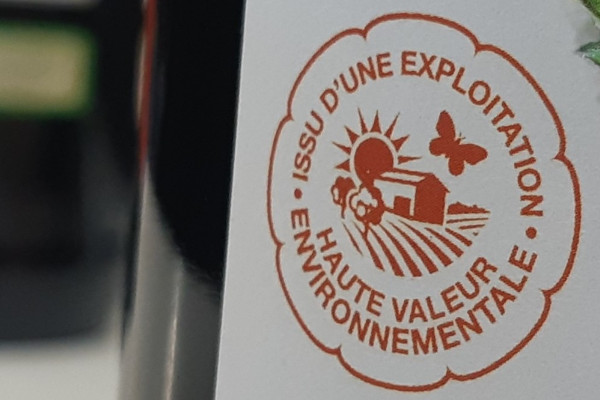 ISSU D'UNE EXPLOITATION
HAUTE VALEUR
ENVIRONNEMENTALE